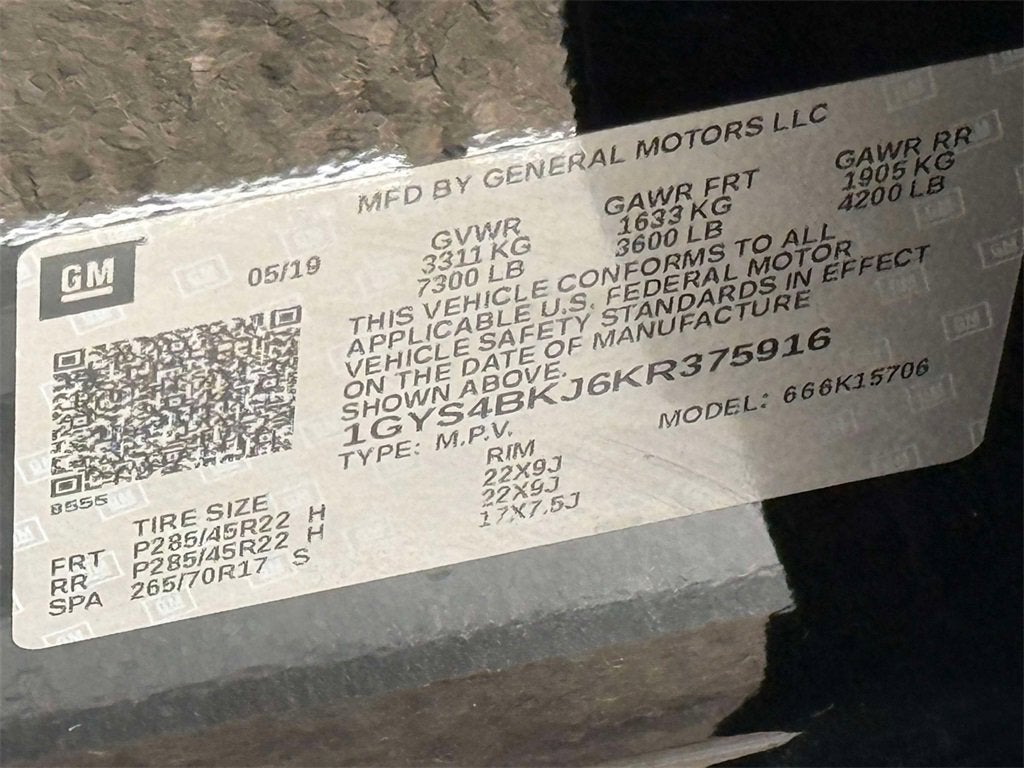 MFD BY GENERAL MOTORS LLC
GM
05/19
GVWR GAWR FRT GAWR RR
3311 KG 1633 KG 1905 KG
7300 LB 3600 LB 4200 LB
THIS VEHICLE CONFORMS TO ALL
APPLICABLE U.S. FEDERAL MOTOR
VEHICLE SAFETY STANDARDS IN EFFECT
ON THE DATE OF MANUFACTURE
SHOWN ABOVE.
1GYS4BKJ6KR375916
TYPE: M.P.V. MODEL: 666K15706
8555
TIRE SIZE RIM
FRT P285/45R22 H 22X9J
RR P285/45R22 H 22X9J
SPA 265/70R17 S 17X7.5J